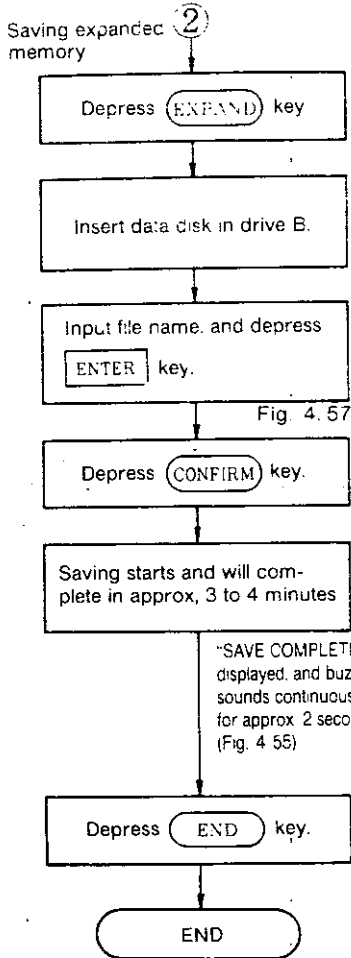 Saving expanded ②
memory
Depress EXPAND key
Insert data disk in drive B.
Input file name. and depress
ENTER key.
Fig. 4.57
Depress CONFIRM key.
Saving starts and will com-
plete in approx, 3 to 4 minutes
"SAVE COMPLET
displayed. and buz
sounds continuous
for approx 2 seco
(Fig. 4 55)
Depress END key.
END